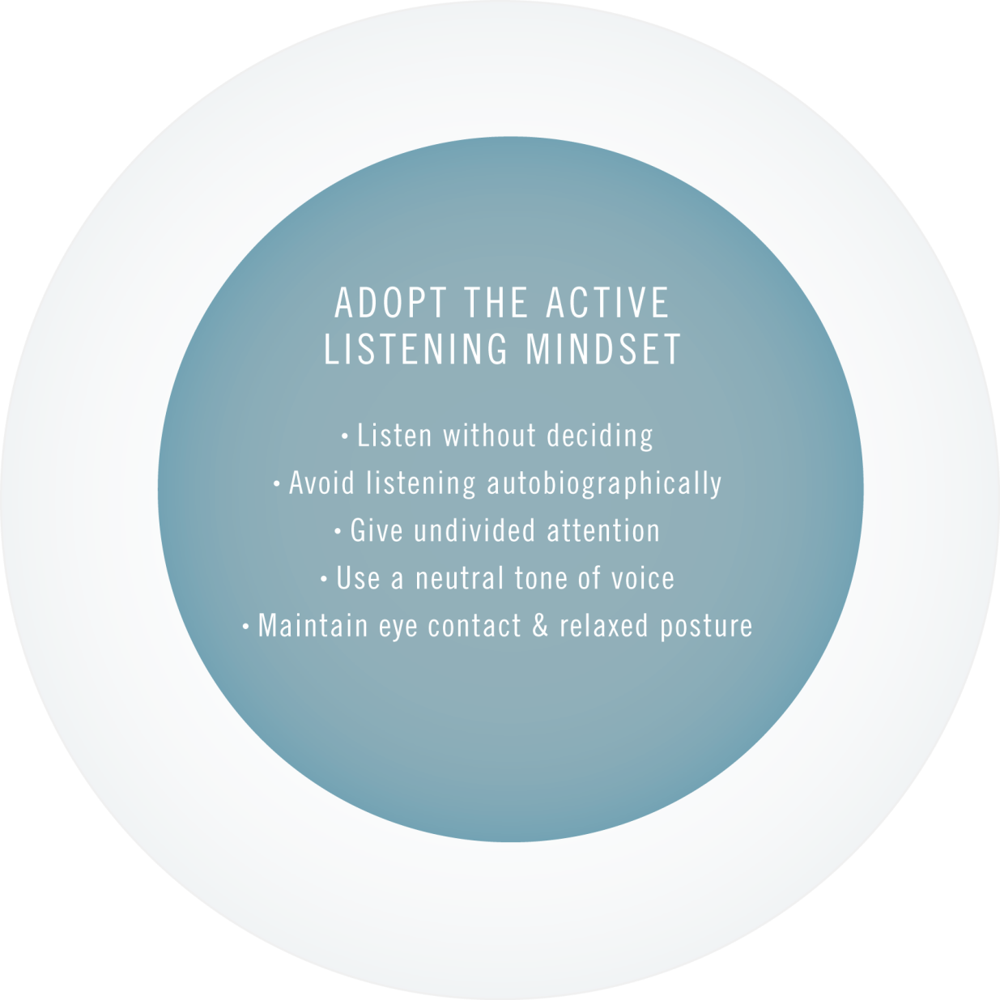 ADOPT THE ACTIVE
LISTENING MINDSET
• Listen without deciding
• Avoid listening autobiographically
• Give undivided attention
• Use a neutral tone of voice
• Maintain eye contact & relaxed posture